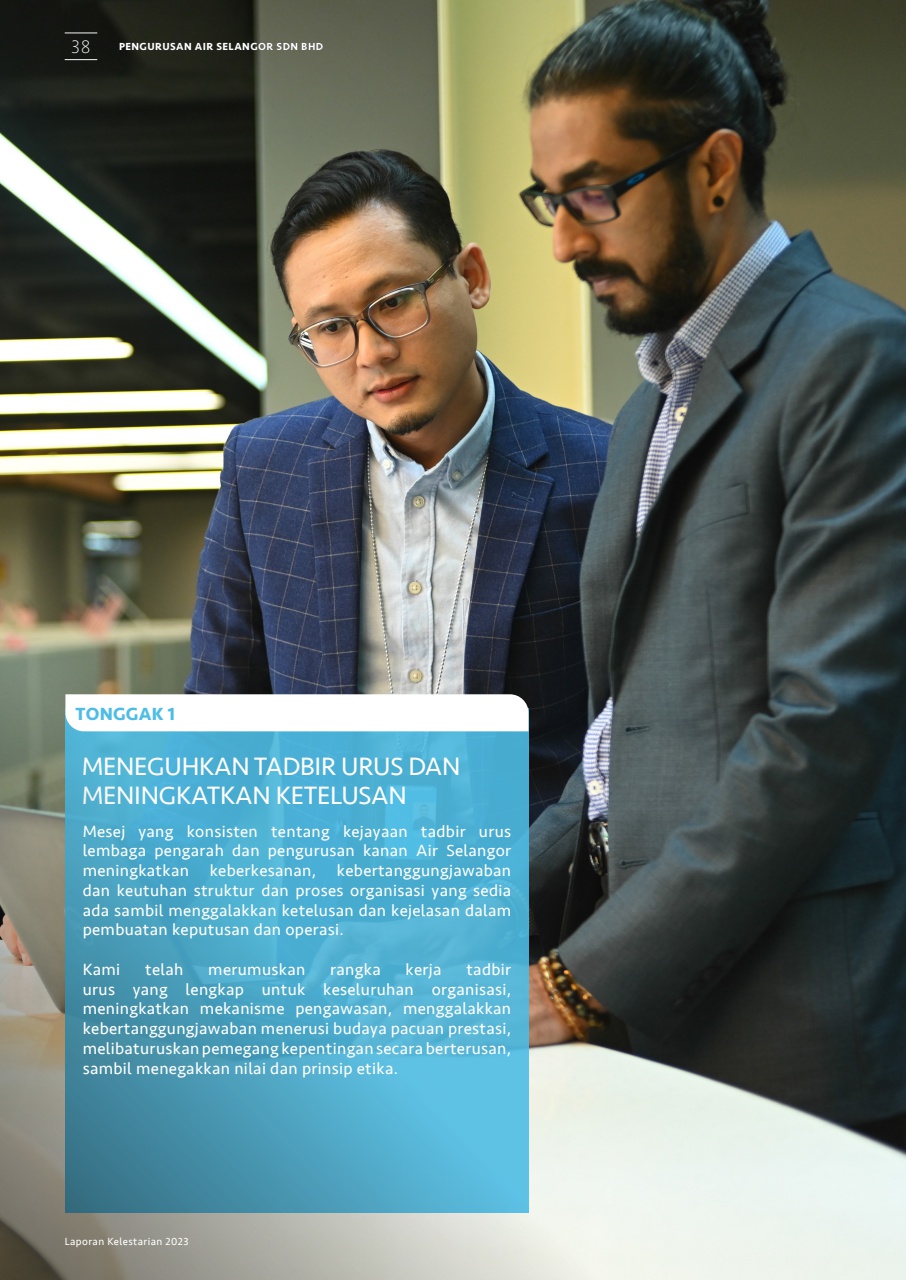 38
PENGURUSAN AIR SELANGOR SDN BHD
TONGGAK 1
MENEGUHKAN TADBIR URUS DAN
MENINGKATKAN KETELUSAN
Mesej yang konsisten tentang kejayaan tadbir urus
lembaga pengarah dan pengurusan kanan Air Selangor
meningkatkan keberkesanan, kebertanggungjawaban
dan keutuhan struktur dan proses organisasi yang sedia
ada sambil menggalakkan ketelusan dan kejelasan dalam
pembuatan keputusan dan operasi.
Kami telah merumuskan rangka kerja tadbir
urus yang lengkap untuk keseluruhan organisasi,
meningkatkan mekanisme pengawasan, menggalakkan
kebertanggungjawaban menerusi budaya pacuan prestasi,
melibaturuskan pemegang kepentingan secara berterusan,
sambil menegakkan nilai dan prinsip etika.
Laporan Kelestarian 2023